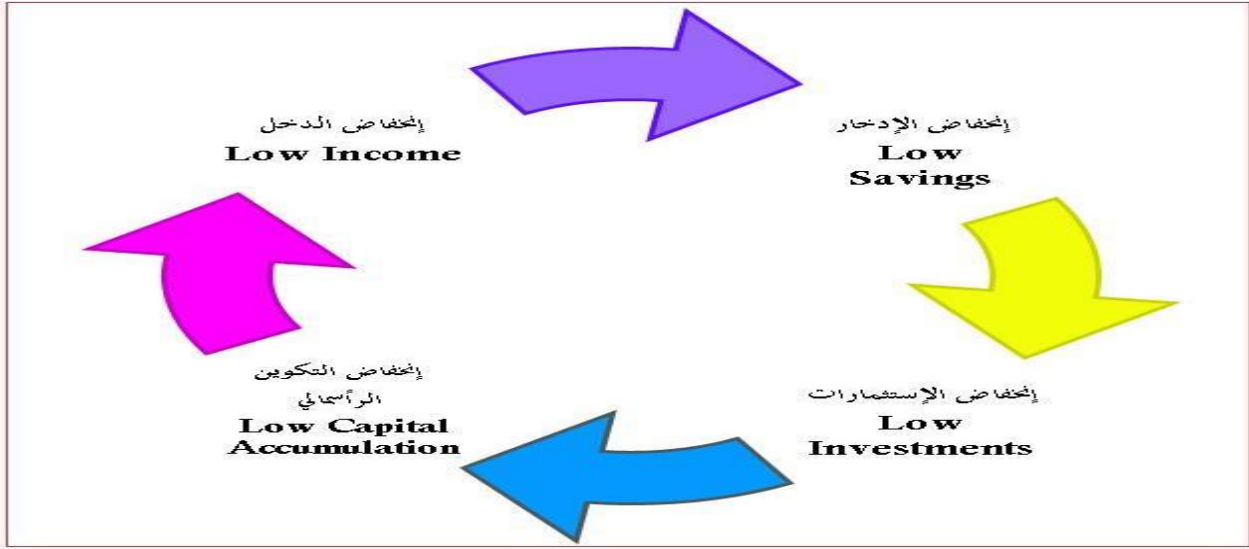 إنخفاض الدخل
Low Income
إنخفاض الإدخار
Low
Savings
إنخفاض الإستثمارات
Low
Investments
إنخفاض التكوين
الرأسمالي
Low Capital
Accumulation